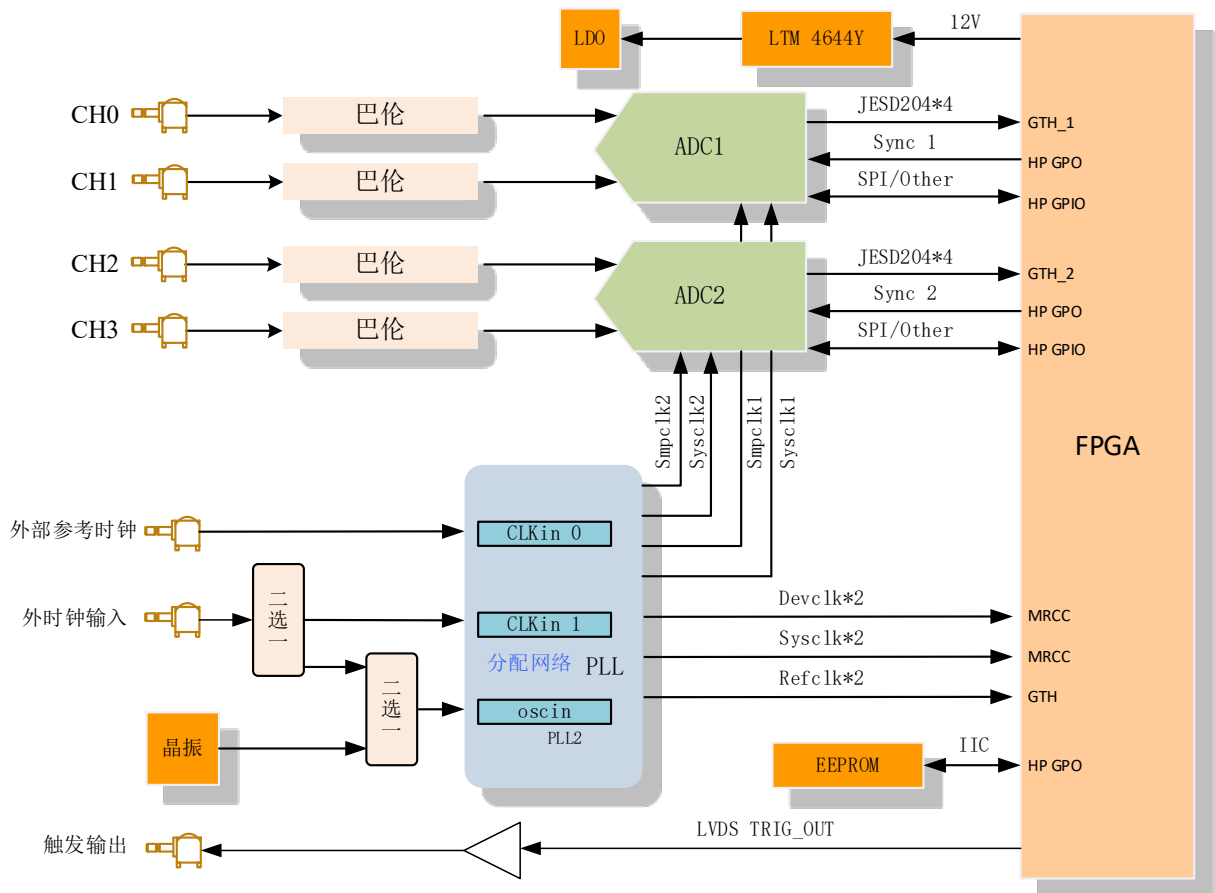 LDO
LTM 4644Y
12V
CH0
巴伦
ADC1
JESD204*4
GTH_1
Sync 1
HP GPO
CH1
巴伦
SPI/Other
HP GPIO
CH2
巴伦
ADC2
JESD204*4
GTH_2
Sync 2
HP GPO
CH3
巴伦
SPI/Other
HP GPIO
Smpclk2
Sysclk2
Smpclk1
Sysclk1
FPGA
外部参考时钟
CLKin 0
外时钟输入
二选一
CLKin 1
Devclk*2
MRCC
分配网络 PLL
Sysclk*2
MRCC
二选一
oscin
PLL2
Refclk*2
GTH
晶振
EEPROM
IIC
HP GPO
触发输出
LVDS TRIG_OUT